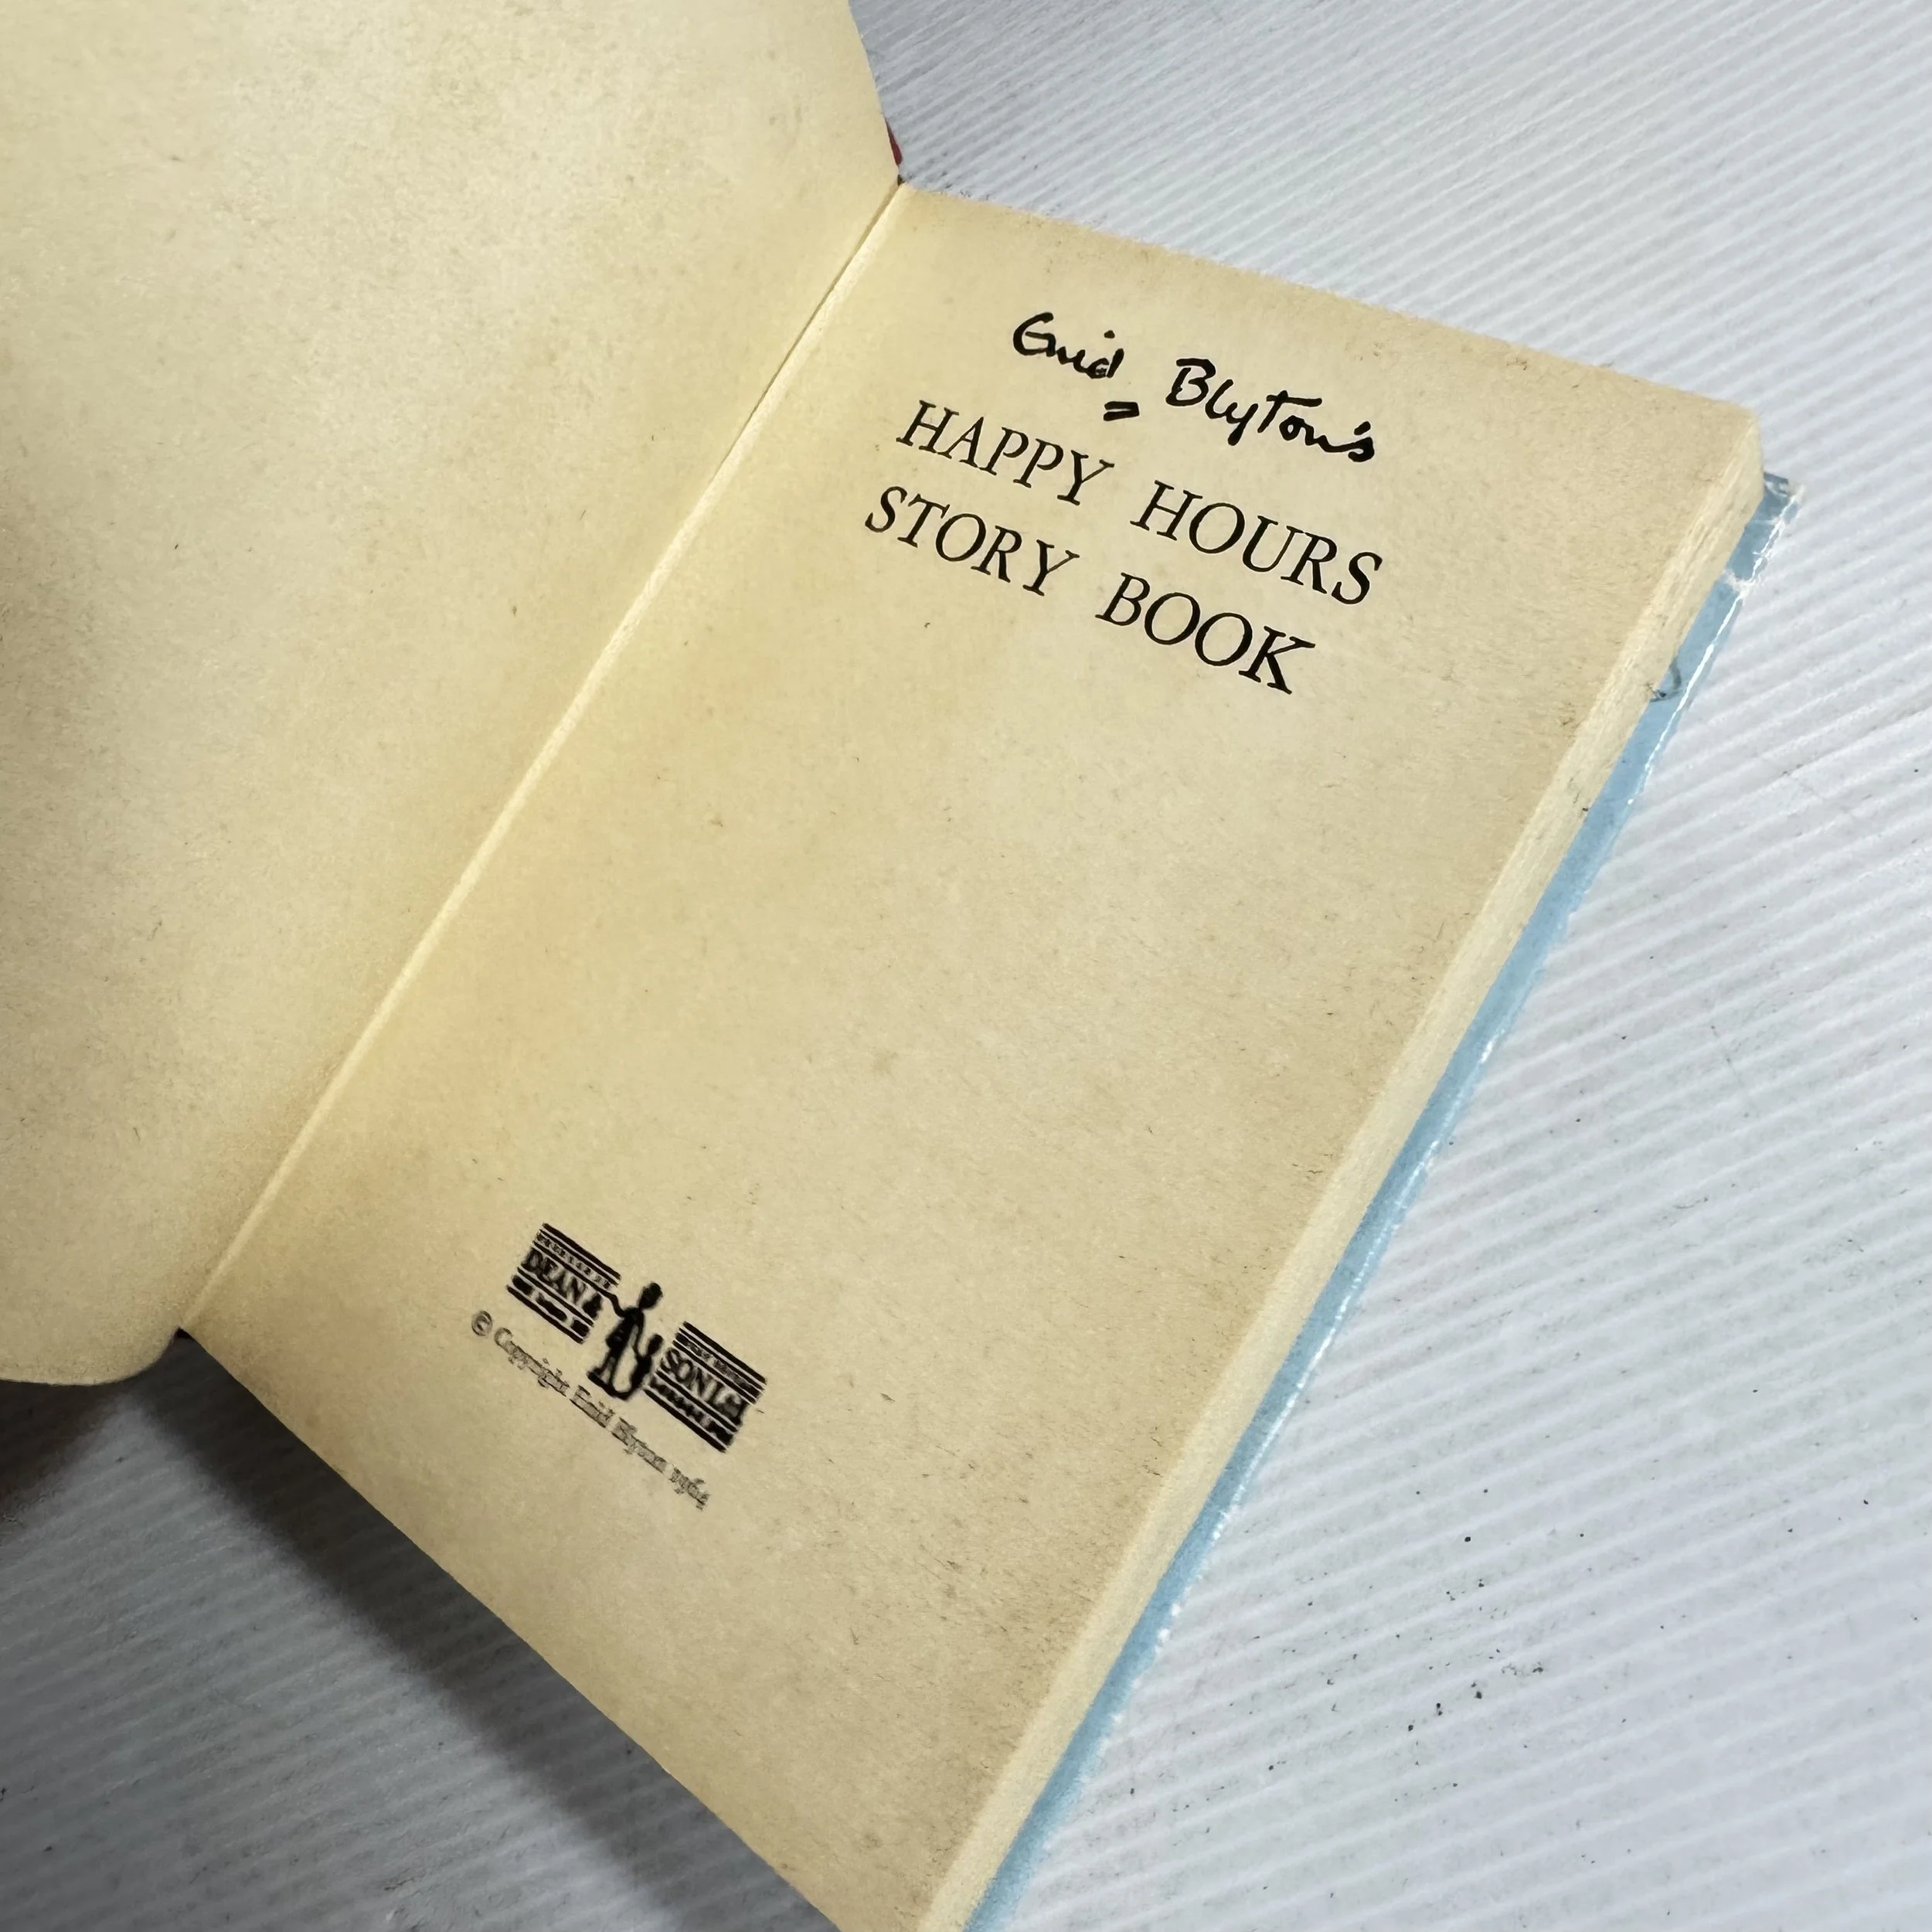 Enid Blyton's
HAPPY HOURS
STORY BOOK
DEAN &
SON Ltd
© Copyright Enid Blyton 1964